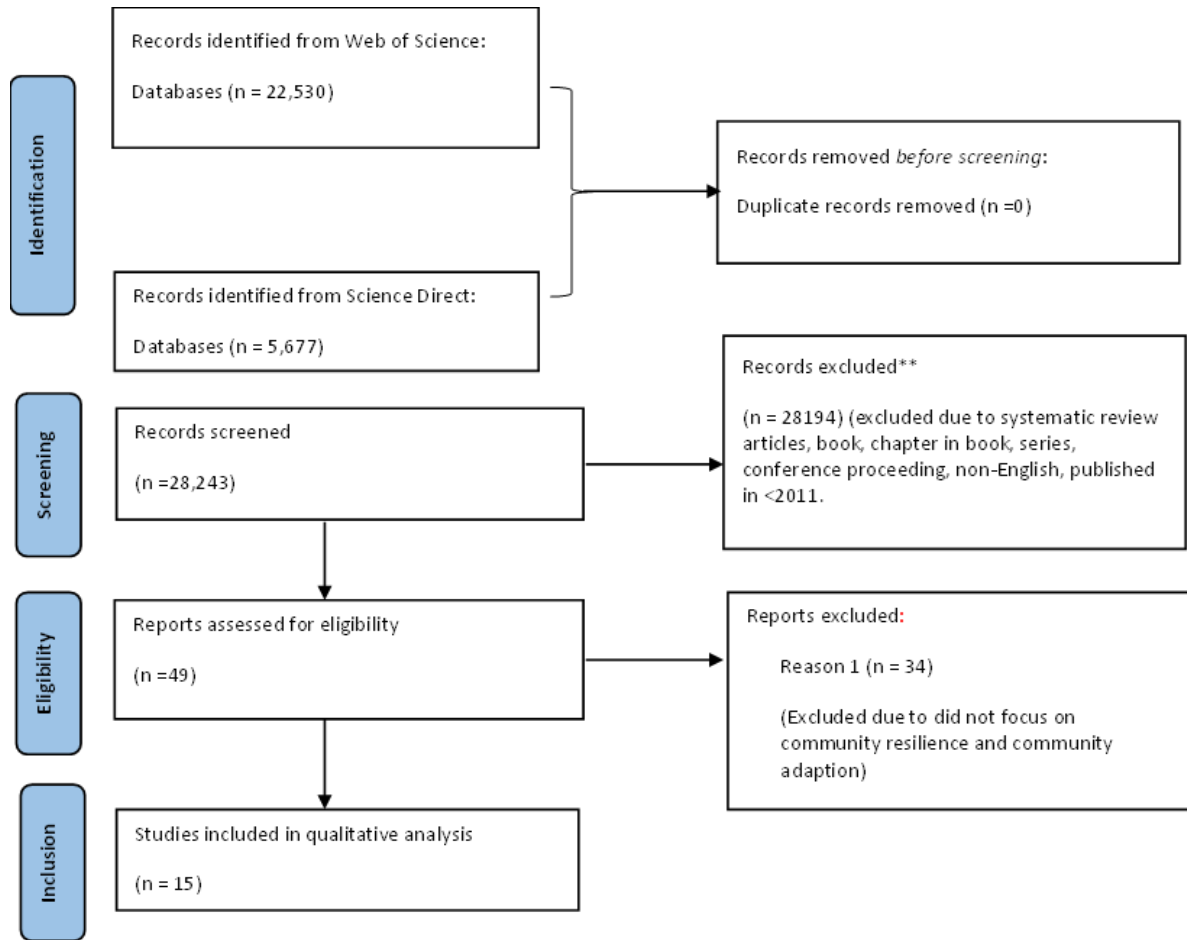 Identification
Records identified from Web of Science:
Databases (n = 22,530)
Records removed before screening:
Duplicate records removed (n =0)
Records identified from Science Direct:
Databases (n = 5,677)
Screening
Records screened
(n =28,243)
Records excluded**
(n = 28194) (excluded due to systematic review
articles, book, chapter in book, series,
conference proceeding, non-English, published
in <2011.
Eligibility
Reports assessed for eligibility
(n =49)
Reports excluded:
Reason 1 (n = 34)
(Excluded due to did not focus on
community resilience and community
adaption)
Inclusion
Studies included in qualitative analysis
(n = 15)